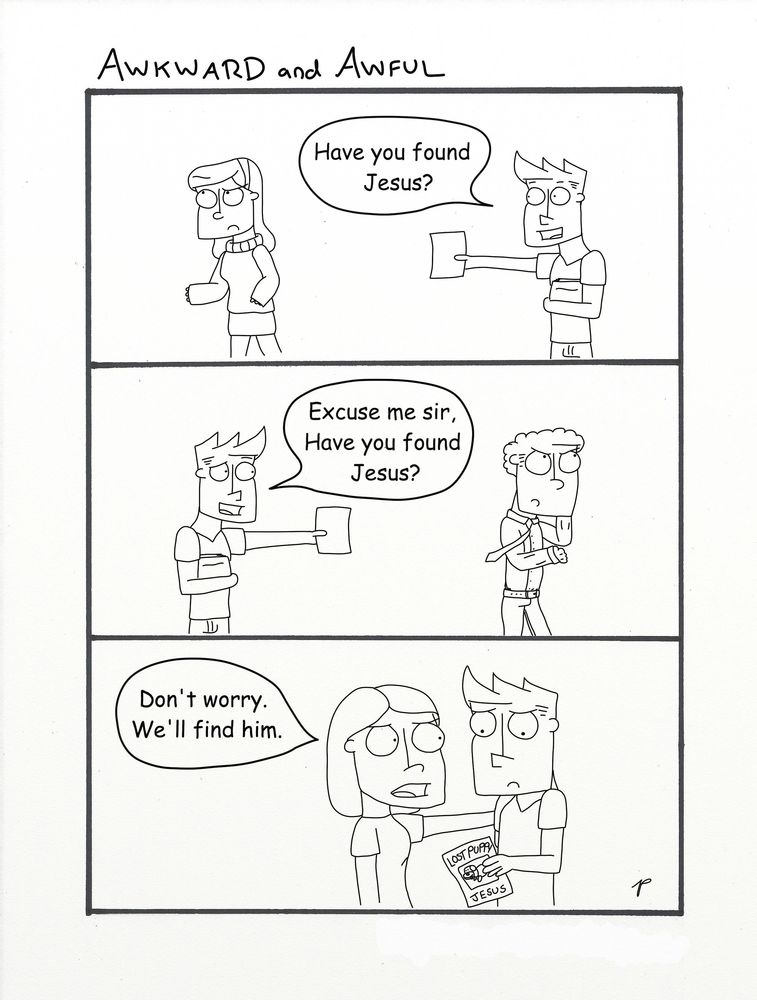 AWKWARD and AWFUL
Have you found
Jesus?
Excuse me sir,
Have you found
Jesus?
Don't worry.
We'll find him.
LOST PUPPY
JESUS